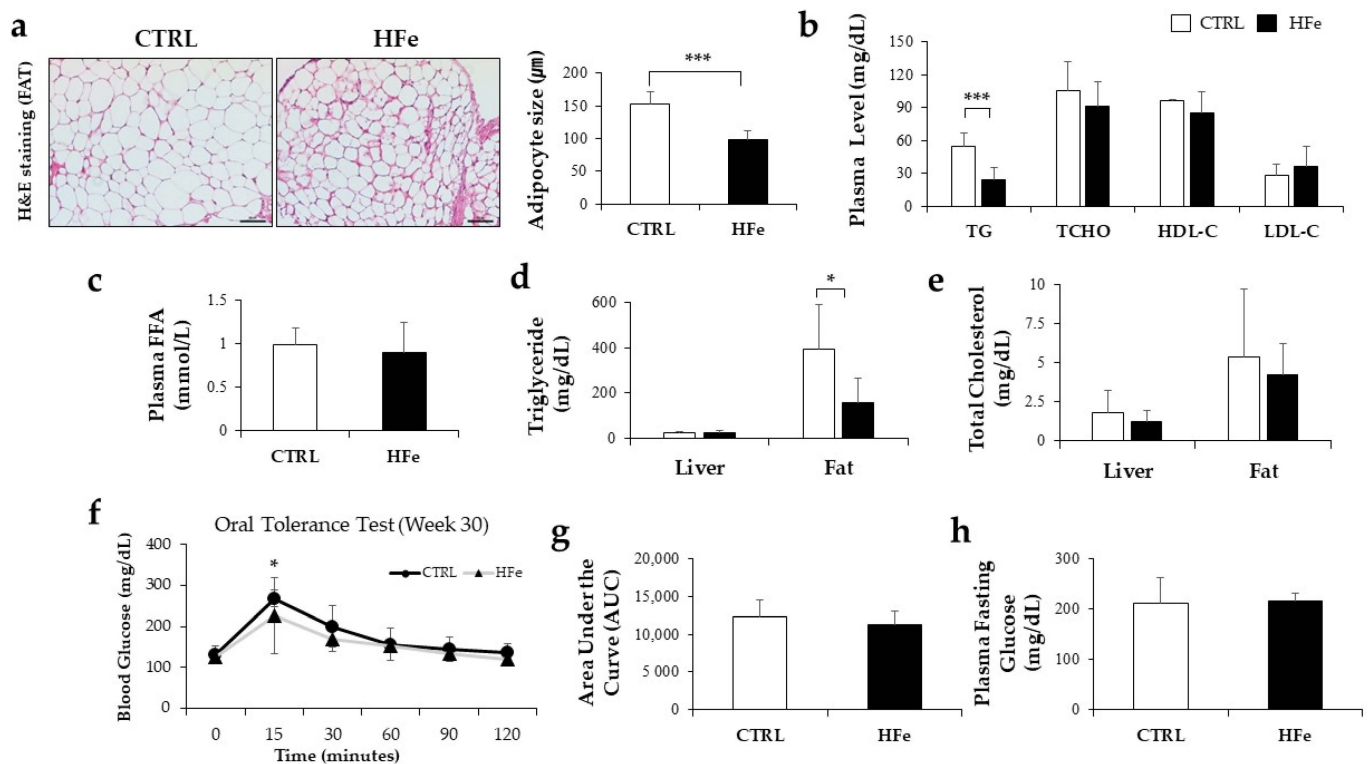 a
CTRL
HFe
H&E staining (FAT)
Adipocyte size (㎛)
200
150
100
50
0
***
CTRL
HFe
b
CTRL
HFe
Plasma Level (mg/dL)
150
120
90
60
30
0
***
TG
TCHO
HDL-C
LDL-C
c
Plasma FFA
(mmol/L)
1.5
1
0.5
0
CTRL
HFe
d
Triglyceride
(mg/dL)
600
400
200
0
*
Liver
Fat
e
Total Cholesterol
(mg/dL)
10
7.5
5
2.5
0
Liver
Fat
f
Oral Tolerance Test (Week 30)
Blood Glucose (mg/dL)
400
300
200
100
0
*
CTRL
HFe
0
15
30
60
90
120
Time (minutes)
g
Area Under the
Curve (AUC)
20,000
15,000
10,000
5 000
0
CTRL
HFe
h
Plasma Fasting
Glucose
(mg/dL)
300
200
100
0
CTRL
HFe